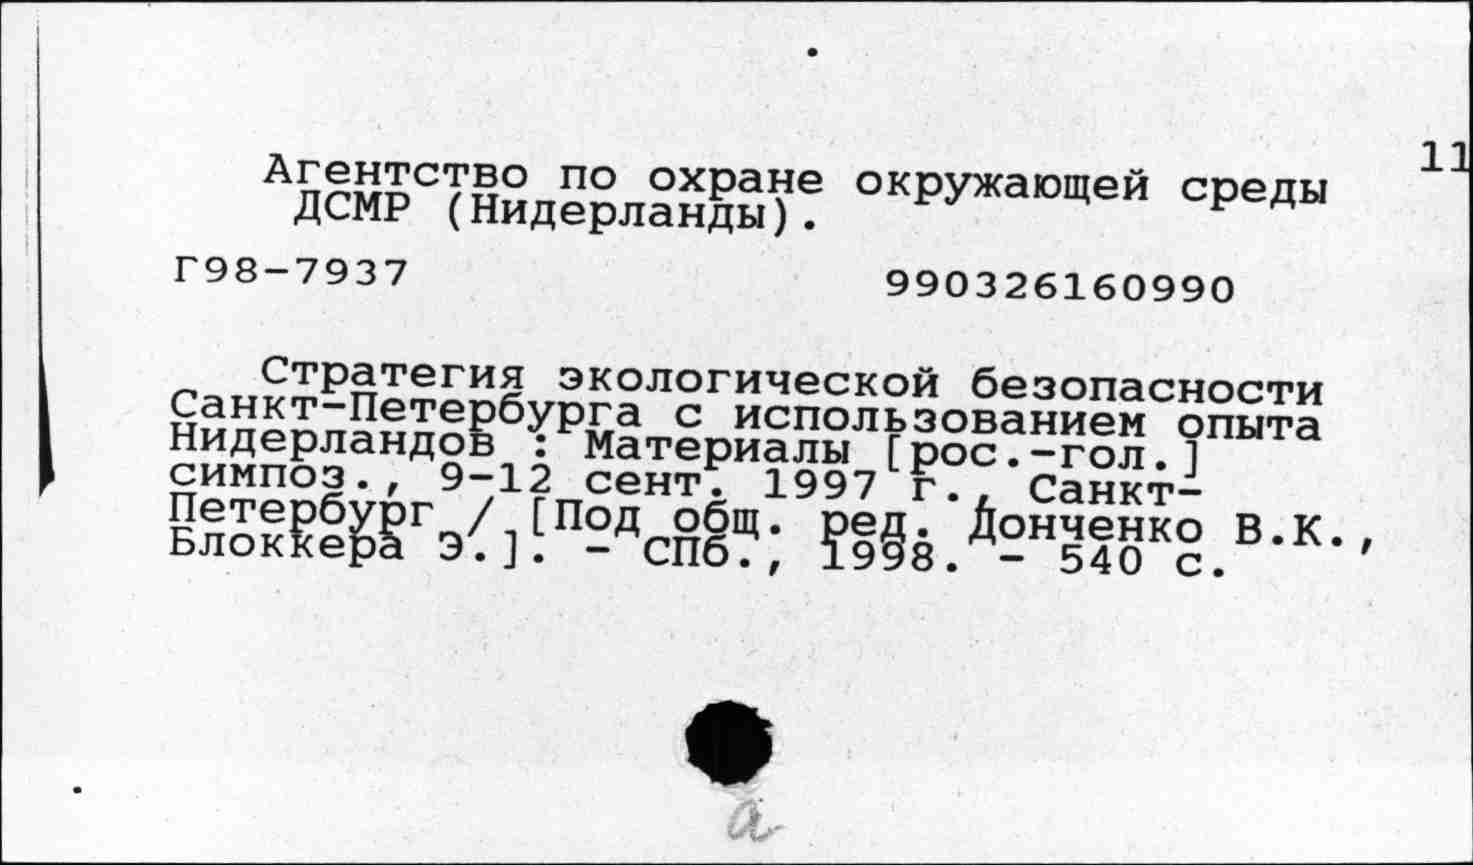 11
Агентство по охране окружающей среды
ДСМР (Нидерланды).
Г98-7937 990326160990
Стратегия экологической безопасности
Санкт-Петербурга с использованием опыта
Нидерландов : Материалы [рос.-гол.]
симпоз., 9-12 сент. 1997 г., Санкт-
Петербург / [Под общ. ред. Донченко В.К.,
Блоккера Э.]. - СПб., 1998. - 540 с.
а